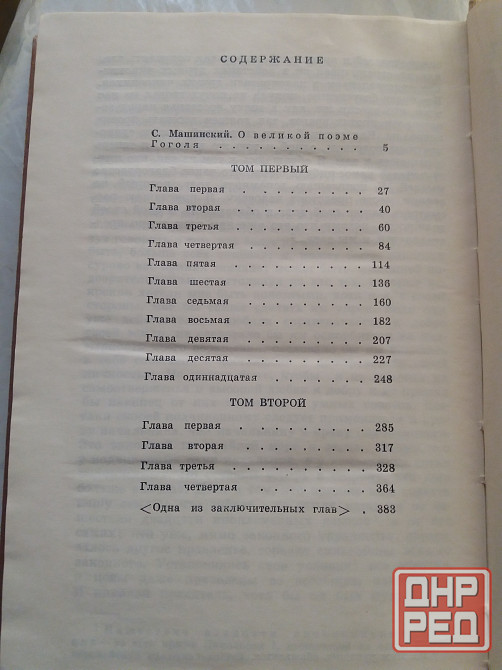 СОДЕРЖАНИЕ
С. Машинский. О великой поэме
Гоголя . . . . . . . . . . . 5
ТОМ ПЕРВЫЙ
Глава первая . . . . . . . . . 27
Глава вторая . . . . . . . . . 40
Глава третья . . . . . . . . . 60
Глава четвертая . . . . . . . . 84
Глава пятая . . . . . . . . . 114
Глава шестая . . . . . . . . . 136
Глава седьмая . . . . . . . . 160
Глава восьмая . . . . . . . . 182
Глава девятая . . . . . . . . 207
Глава десятая . . . . . . . . 227
Глава одиннадцатая . . . . . . . 248
ТОМ ВТОРОЙ
Глава первая . . . . . . . . . 285
Глава вторая . . . . . . . . 317
Глава третья . . . . . . . . . 328
Глава четвертая . . . . . . . . 364
<Одна из заключительных глав> . 383
ДНР
РЕД